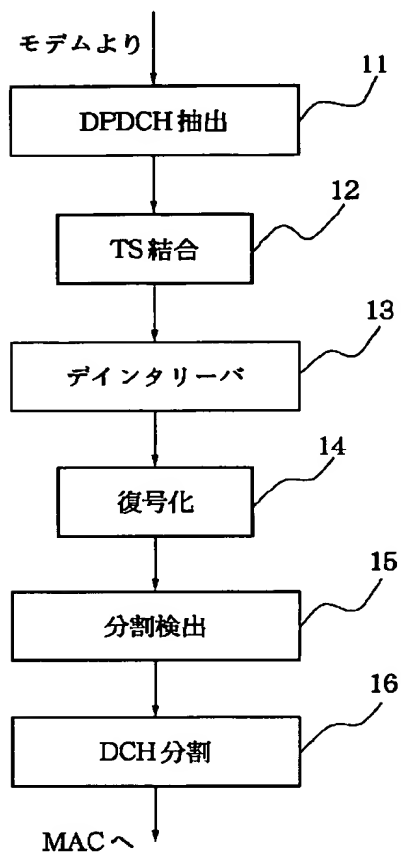 モデムより
11
DPDCH 抽出
12
TS 結合
13
デインタリーバ
14
復号化
15
分割検出
16
DCH 分割
MAC へ